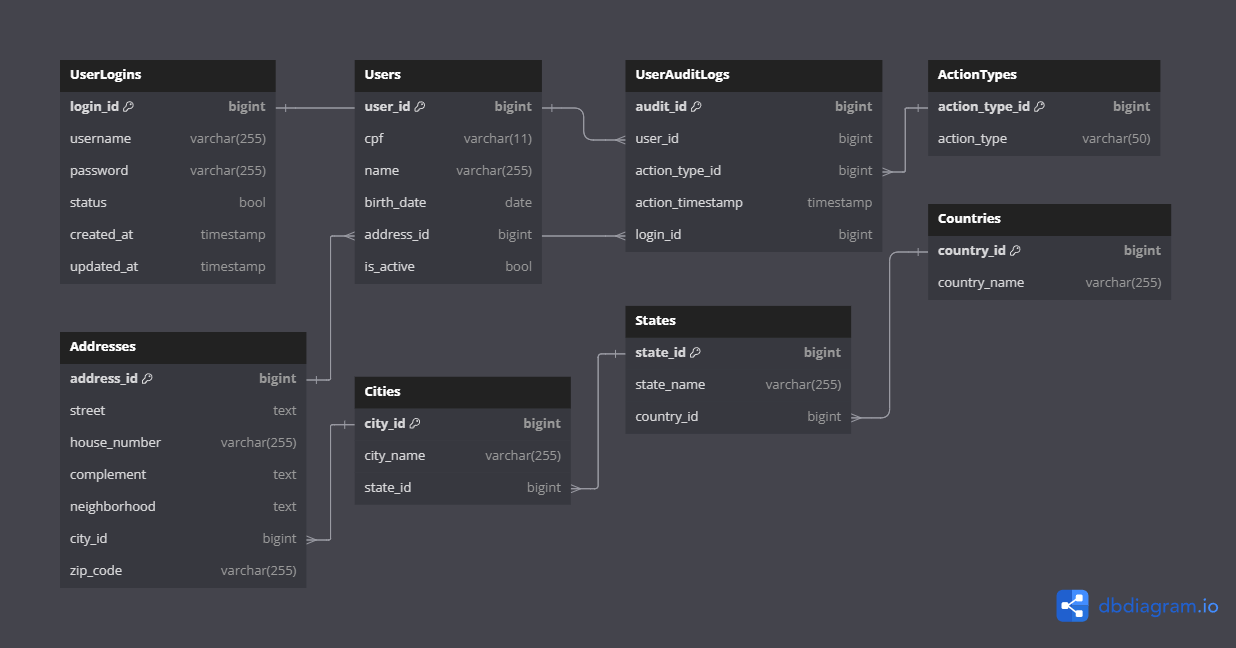 UserLogins
login_id bigint
username varchar(255)
password varchar(255)
status bool
created_at timestamp
updated_at timestamp
Users
user_id bigint
cpf varchar(11)
name varchar(255)
birth_date date
address_id bigint
is_active bool
UserAuditLogs
audit_id bigint
user_id bigint
action_type_id bigint
action_timestamp timestamp
login_id bigint
ActionTypes
action_type_id bigint
action_type varchar(50)
Countries
country_id bigint
country_name varchar(255)
States
state_id bigint
state_name varchar(255)
country_id bigint
Addresses
address_id bigint
street text
house_number varchar(255)
complement text
neighborhood text
city_id bigint
zip_code varchar(255)
Cities
city_id bigint
city_name varchar(255)
state_id bigint
dbdiagram.io